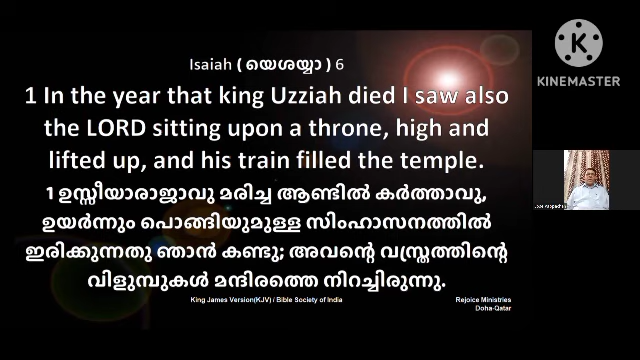 Isaiah ( യെശയ്യാ ) 6
1 In the year that king Uzziah died I saw also
the LORD sitting upon a throne, high and
lifted up, and his train filled the temple.
1 ഉസ്സീയാരാജാവു മരിച്ച ആണ്ടിൽ കർത്താവു,
ഉയർന്നും പൊങ്ങിയുമുള്ള സിംഹാസനത്തിൽ
ഇരിക്കുന്നതു ഞാൻ കണ്ടു; അവന്റെ വസ്ത്രത്തിന്റെ
വിളുമ്പുകൾ മന്ദിരത്തെ നിറച്ചിരുന്നു.
King James Version(KJV) / Bible Society of India
Rejoice Ministries
Doha-Qatar
KINEMASTER